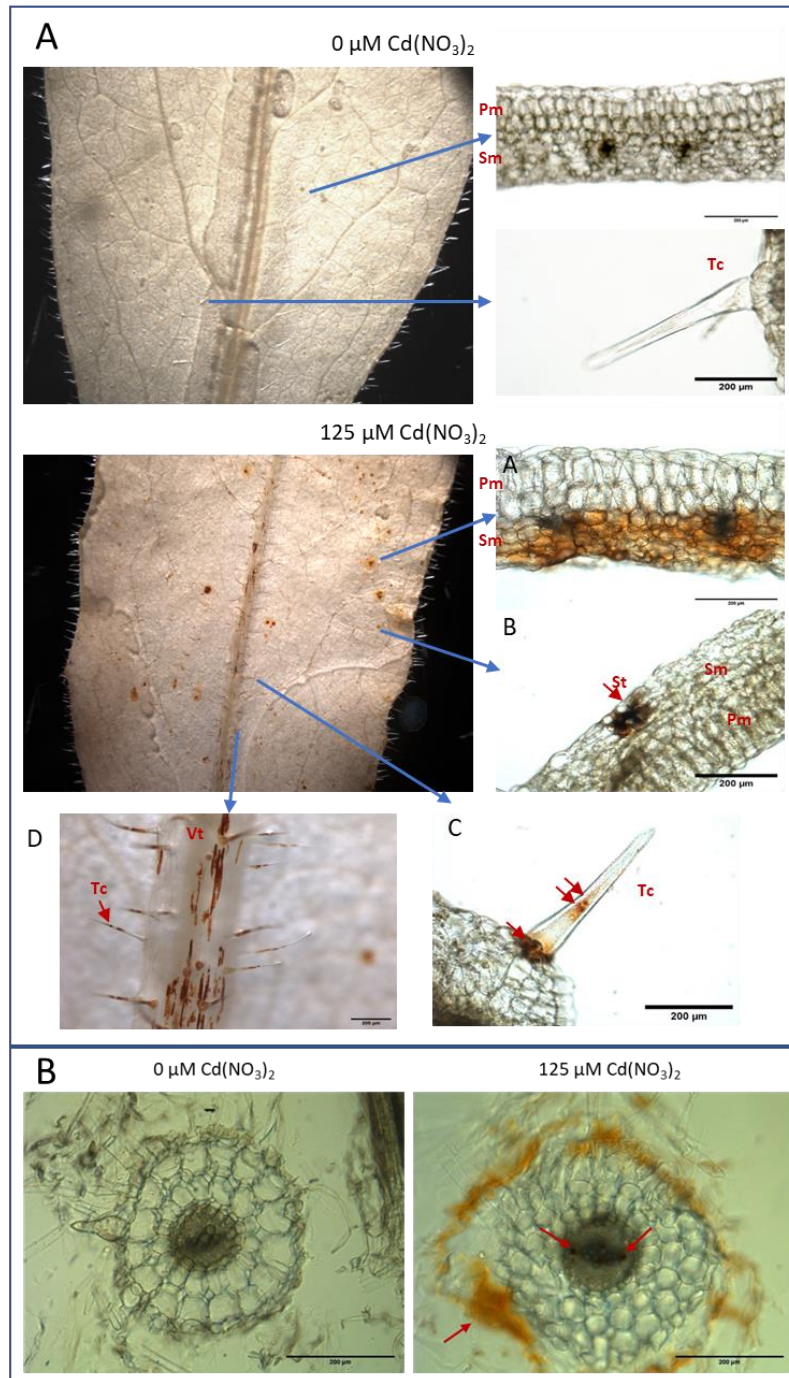 A
0 µM Cd(NO₃)₂
Pm
Sm
Tc
200 µm
125 µM Cd(NO₃)₂
A
Pm
Sm
B
St
Sm
Pm
200 µm
D
Vt
Tc
C
Tc
200 µm
B
0 µM Cd(NO₃)₂
125 µM Cd(NO₃)₂
200 µm
200 µm